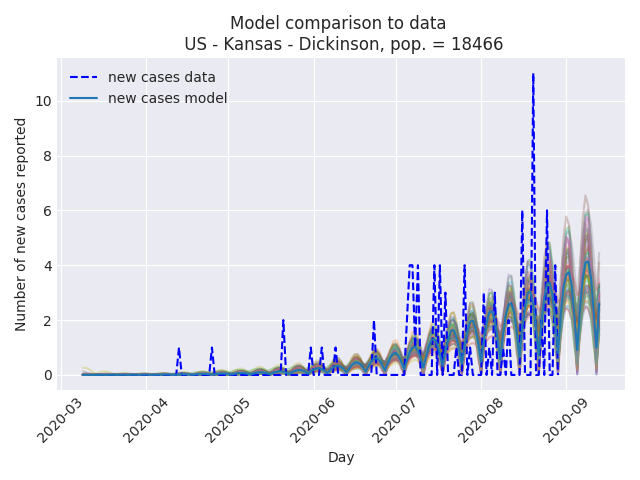 Model comparison to data
US - Kansas - Dickinson, pop. = 18466
new cases data
new cases model
Number of new cases reported
10
8
6
4
2
0
2020-03
2020-04
2020-05
2020-06
2020-07
2020-08
2020-09
Day